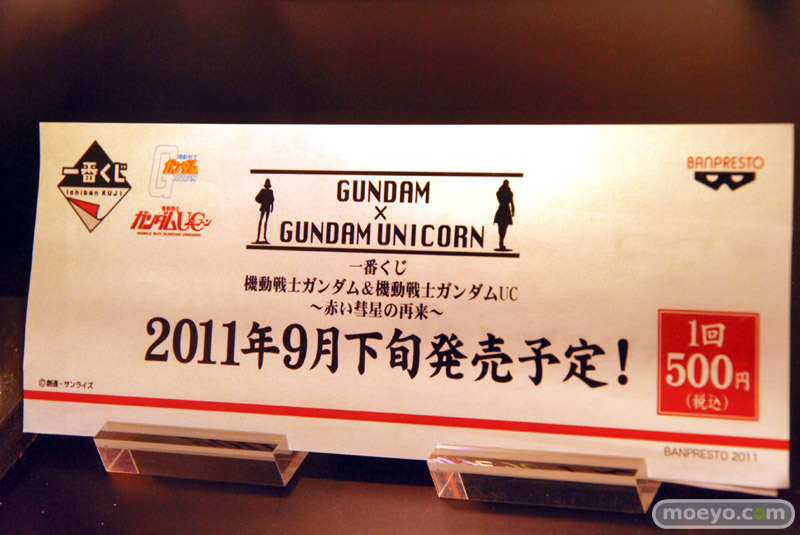 一番くじ
Ichiban KUJI
機動戦士
ガンダム
GUNDAM
機動戦士
ガンダムUC
MOBILE SUIT GUNDAM UNICORN
GUNDAM
×
GUNDAM UNICORN
BANPRESTO
一番くじ
機動戦士ガンダム&機動戦士ガンダムUC
～赤い彗星の再来～
2011年9月下旬発売予定!
1回
500円
(税込)
©創通・サンライズ
BANPRESTO 2011
moeyo.com